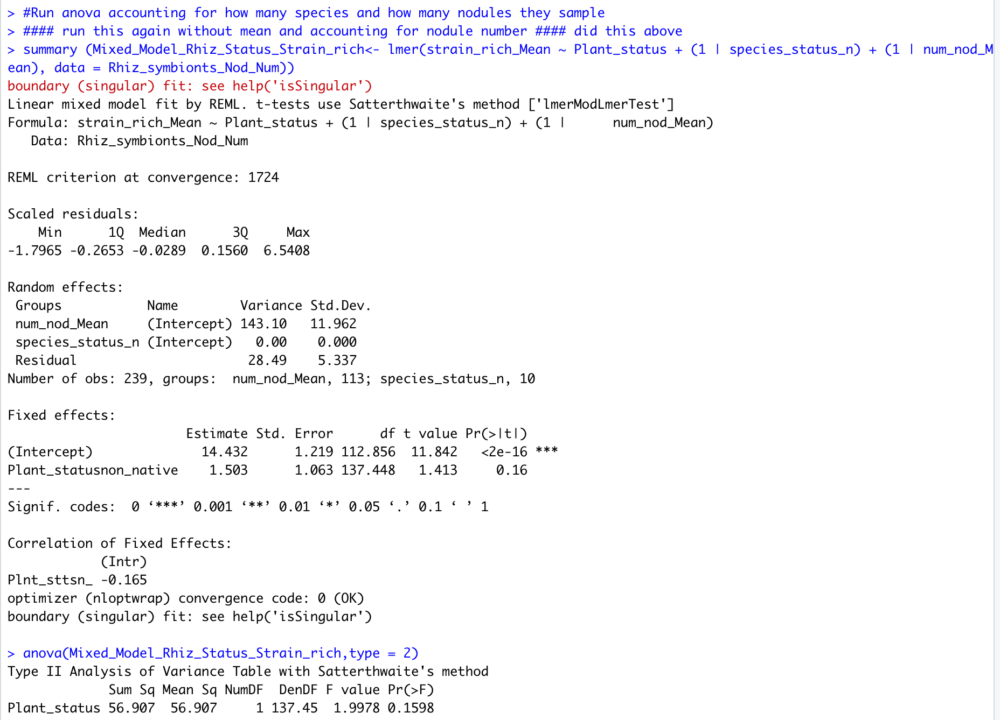 > #Run anova accounting for how many species and how many nodules they sample
> #### run this again without mean and accounting for nodule number #### did this above
> summary (Mixed_Model_Rhiz_Status_Strain_rich<- lmer(strain_rich_Mean ~ Plant_status + (1 | species_status_n) + (1 | num_nod_M
ean), data = Rhiz_symbionts_Nod_Num))
boundary (singular) fit: see help('isSingular')
Linear mixed model fit by REML. t-tests use Satterthwaite's method ['lmerModLmerTest']
Formula: strain_rich_Mean ~ Plant_status + (1 | species_status_n) + (1 |      num_nod_Mean)
   Data: Rhiz_symbionts_Nod_Num

REML criterion at convergence: 1724

Scaled residuals:
    Min      1Q  Median      3Q     Max
-1.7965 -0.2653 -0.0289  0.1560  6.5408

Random effects:
 Groups           Name        Variance Std.Dev.
 num_nod_Mean     (Intercept) 143.10   11.962
 species_status_n (Intercept)   0.00    0.000
 Residual                      28.49    5.337
Number of obs: 239, groups:  num_nod_Mean, 113; species_status_n, 10

Fixed effects:
                       Estimate Std. Error      df t value Pr(>|t|)
(Intercept)              14.432      1.219 112.856  11.842   <2e-16 ***
Plant_statusnon_native    1.503      1.063 137.448   1.413     0.16
---
Signif. codes:  0 ‘***’ 0.001 ‘**’ 0.01 ‘*’ 0.05 ‘.’ 0.1 ‘ ’ 1

Correlation of Fixed Effects:
            (Intr)
Plnt_sttsn_ -0.165
optimizer (nloptwrap) convergence code: 0 (OK)
boundary (singular) fit: see help('isSingular')

> anova(Mixed_Model_Rhiz_Status_Strain_rich,type = 2)
Type II Analysis of Variance Table with Satterthwaite's method
             Sum Sq Mean Sq NumDF  DenDF F value Pr(>F)
Plant_status 56.907  56.907     1 137.45  1.9978 0.1598